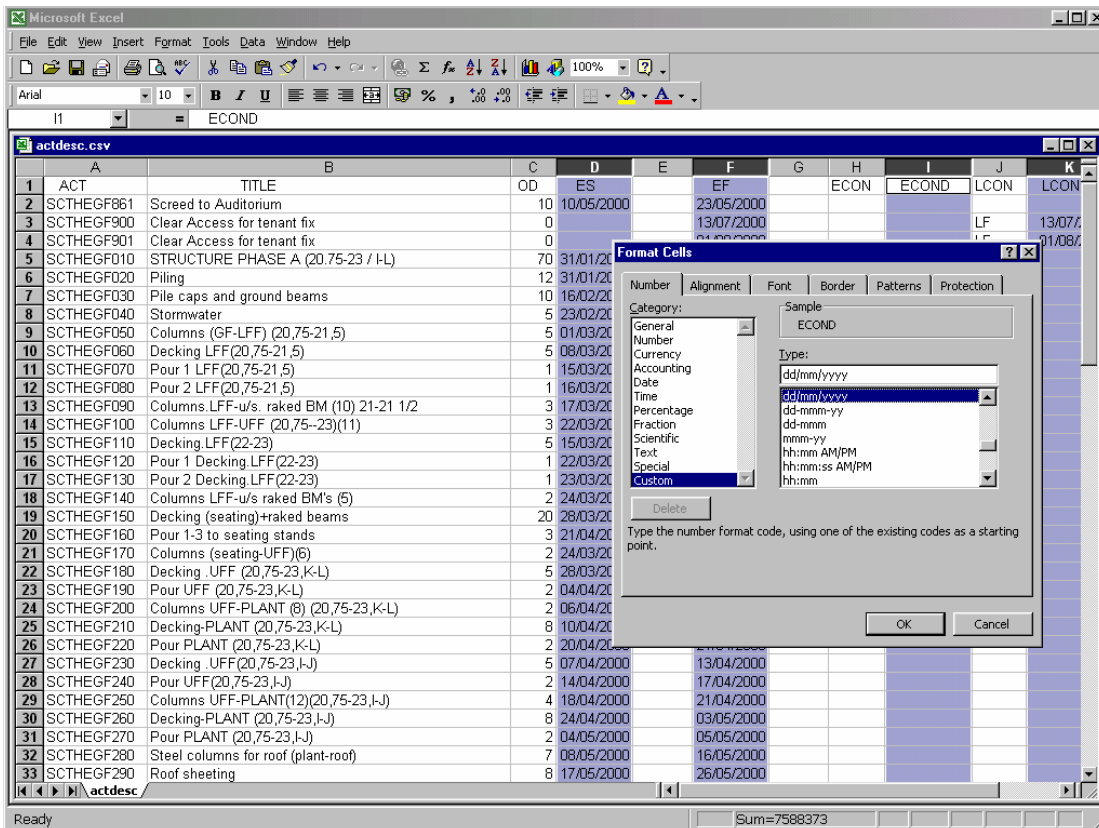 Microsoft Excel
File Edit View Insert Format Tools Data Window Help
100%
Arial 10 B I U
I1 = ECOND
actdesc.csv
A B C D E F G H I J K
1 ACT TITLE OD ES EF ECON ECOND LCON LCON
2 SCTHEGF861 Screed to Auditorium 10 10/05/2000 23/05/2000
3 SCTHEGF900 Clear Access for tenant fix 0 13/07/2000 LF 13/07/
4 SCTHEGF901 Clear Access for tenant fix 0 01/08/2000 LF 01/08/
5 SCTHEGF010 STRUCTURE PHASE A (20.75-23 / I-L) 70 31/01/20
6 SCTHEGF020 Piling 12 31/01/20
7 SCTHEGF030 Pile caps and ground beams 10 16/02/20
8 SCTHEGF040 Stormwater 5 23/02/20
9 SCTHEGF050 Columns (GF-LFF) (20,75-21,5) 5 01/03/20
10 SCTHEGF060 Decking LFF(20,75-21,5) 5 08/03/20
11 SCTHEGF070 Pour 1 LFF(20,75-21,5) 1 15/03/20
12 SCTHEGF080 Pour 2 LFF(20,75-21,5) 1 16/03/20
13 SCTHEGF090 Columns.LFF-u/s. raked BM (10) 21-21 1/2 3 17/03/20
14 SCTHEGF100 Columns LFF-UFF (20,75--23)(11) 3 22/03/20
15 SCTHEGF110 Decking.LFF(22-23) 5 15/03/20
16 SCTHEGF120 Pour 1 Decking.LFF(22-23) 1 22/03/20
17 SCTHEGF130 Pour 2 Decking.LFF(22-23) 1 23/03/20
18 SCTHEGF140 Columns LFF-u/s raked BM's (5) 2 24/03/20
19 SCTHEGF150 Decking (seating)+raked beams 20 28/03/20
20 SCTHEGF160 Pour 1-3 to seating stands 3 21/04/20
21 SCTHEGF170 Columns (seating-UFF)(6) 2 24/03/20
22 SCTHEGF180 Decking .UFF (20,75-23,K-L) 5 28/03/20
23 SCTHEGF190 Pour UFF (20,75-23,K-L) 2 04/04/20
24 SCTHEGF200 Columns UFF-PLANT (8) (20,75-23,K-L) 2 06/04/20
25 SCTHEGF210 Decking-PLANT (20,75-23,K-L) 8 10/04/20
26 SCTHEGF220 Pour PLANT (20,75-23,K-L) 2 20/04/2000
27 SCTHEGF230 Decking .UFF(20,75-23,I-J) 5 07/04/2000 13/04/2000
28 SCTHEGF240 Pour UFF(20,75-23,I-J) 2 14/04/2000 17/04/2000
29 SCTHEGF250 Columns UFF-PLANT(12)(20,75-23,I-J) 4 18/04/2000 21/04/2000
30 SCTHEGF260 Decking-PLANT (20,75-23,I-J) 8 24/04/2000 03/05/2000
31 SCTHEGF270 Pour PLANT (20,75-23,I-J) 2 04/05/2000 05/05/2000
32 SCTHEGF280 Steel columns for roof (plant-roof) 7 08/05/2000 16/05/2000
33 SCTHEGF290 Roof sheeting 8 17/05/2000 26/05/2000
Format Cells
Number Alignment Font Border Patterns Protection
Category:
General
Number
Currency
Accounting
Date
Time
Percentage
Fraction
Scientific
Text
Special
Custom
Sample
ECOND
Type:
dd/mm/yyyy
dd/mm/yyyy
dd-mmm-yy
dd-mmm
mmm-yy
hh:mm AM/PM
hh:mm:ss AM/PM
hh:mm
Delete
Type the number format code, using one of the existing codes as a starting
point.
OK Cancel
actdesc
Ready Sum=7588373